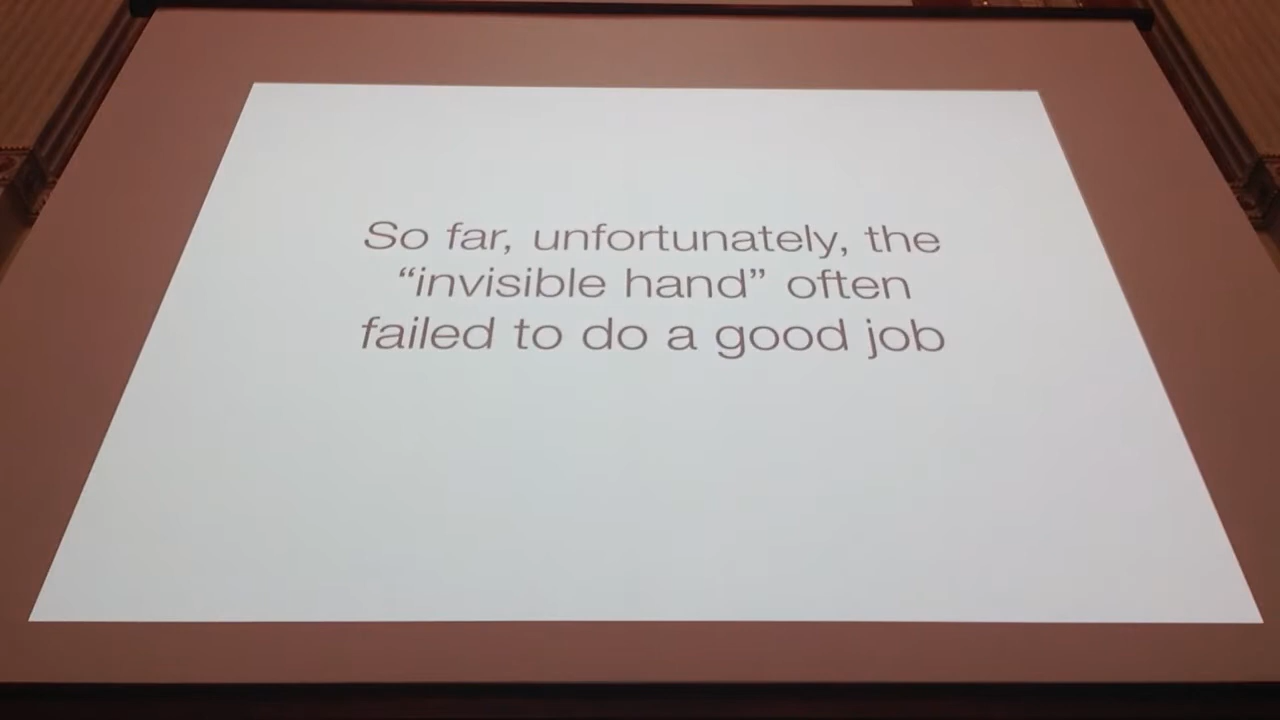 So far, unfortunately, the
“invisible hand” often
failed to do a good job